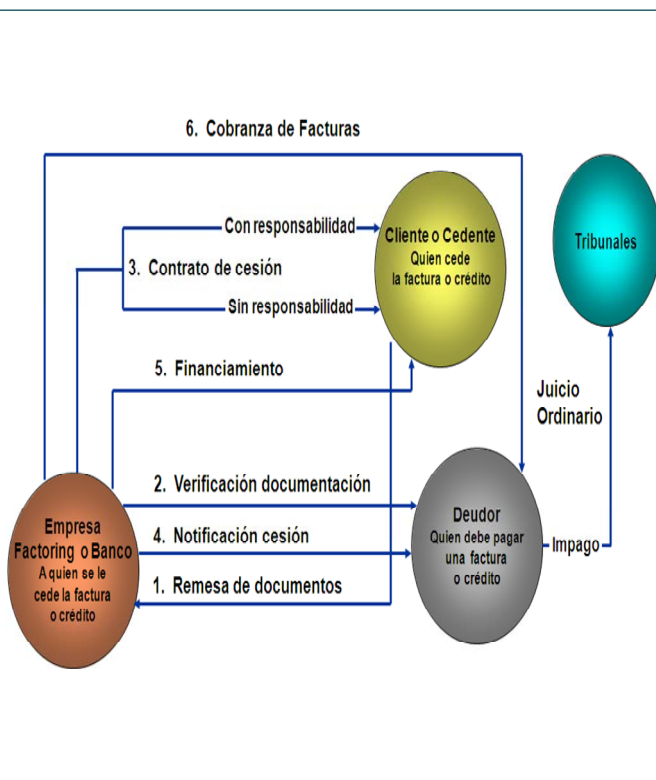 6. Cobranza de Facturas
Con responsabilidad
Cliente o Cedente
Quien cede
la factura o crédito
Tribunales
3. Contrato de cesión
Sin responsabilidad
5. Financiamiento
Juicio
Ordinario
2. Verificación documentación
Empresa
Factoring o Banco
A quien se le
cede la factura
o crédito
4. Notificación cesión
Deudor
Quien debe pagar
una factura
o crédito
Impago
1. Remesa de documentos